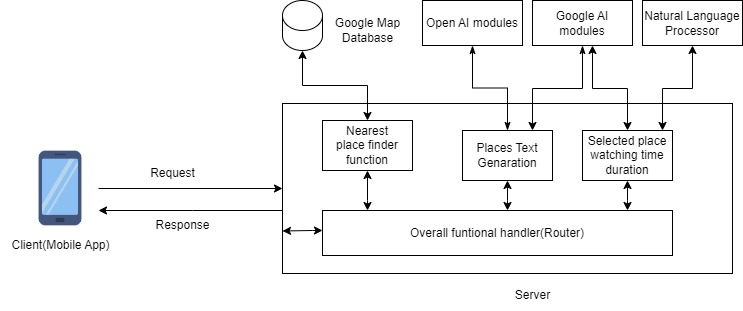 Google Map
Database
Open AI modules
Google AI
modules
Natural Language
Processor
Nearest
place finder
function
Places Text
Genaration
Selected place
watching time
duration
Request
Response
Client(Mobile App)
Overall funtional handler(Router)
Server